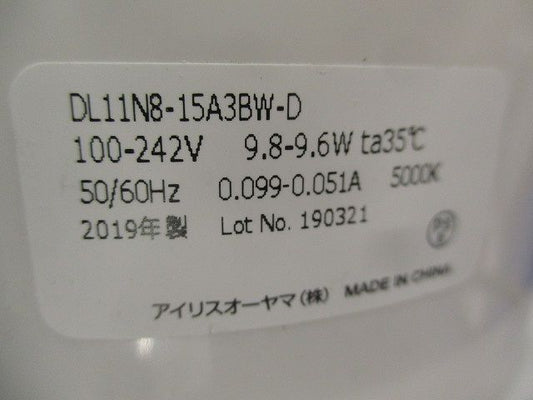 DL11N8-15A3BW-D
100-242V 9.8-9.6W ta35℃
50/60Hz 0.099-0.051A 5000K
2019年製 Lot No. 190321
アイリスオーヤマ(株) MADE IN CHINA